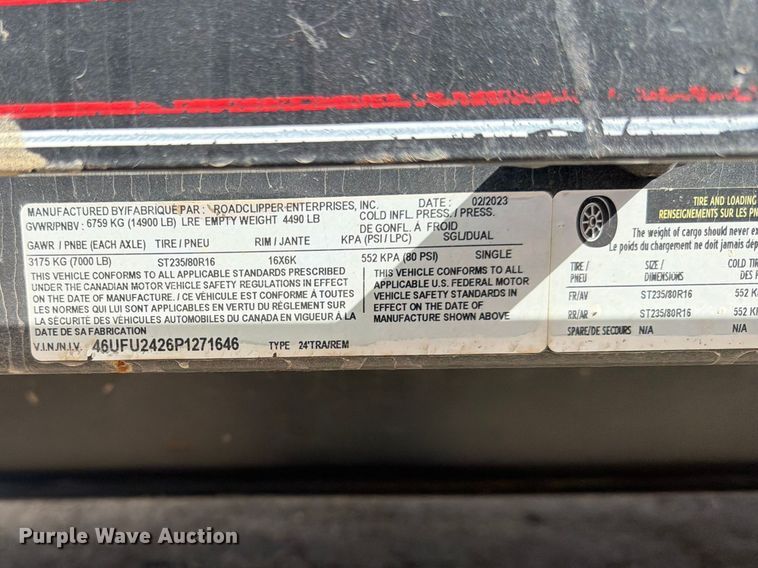 MANUFACTURED BY/FABRIQUE PAR : ROADCLIPPER ENTERPRISES, INC. DATE : 02/2023
GVWR/PNBV : 6759 KG (14900 LB) LRE EMPTY WEIGHT 4490 LB COLD INFL. PRESS./ PRESS.
DE GONFL. À FROID
GAWR / PNBE (EACH AXLE) TIRE / PNEU RIM / JANTE KPA (PSI / LPC) SGL/DUAL
3175 KG (7000 LB) ST235/80R16 16X6K 552 KPA (80 PSI) SINGLE
THIS VEHICLE CONFORMS TO ALL APPLICABLE STANDARDS PRESCRIBED
UNDER THE CANADIAN MOTOR VEHICLE SAFETY REGULATIONS IN EFFECT
ON THE DATE OF MANUFACTURE. / CE VÉHICULE EST CONFORME A TOUTES
LES NORMES QUI LUI SONT APPLICABLES EN VERTU DU RÉGLEMENT SUR
LA SÉCURITÉ DES VÉHICULES AUTOMOBILES DU CANADA EN VIGUEUR À LA
DATE DE SA FABRICATION
THIS VEHICLE CONFORMS TO ALL
APPLICABLE U.S. FEDERAL MOTOR
VEHICLE SAFETY STANDARDS IN
EFFECT ON THE DATE OF
MANUFACTURE SHOWN ABOVE
V.I.N./N.I.V. 46UFU2426P1271646 TYPE 24'TRA/REM
TIRE AND LOADING
RENSEIGNEMENTS SUR LES PN
The weight of cargo should never ex
Le poids du chargement ne doit jamais dép
TIRE / SIZE / COLD TI
PNEU DIMENSIONS DES P
FR/AV ST235/80R16 552 K
RR/AR ST235/80R16 552 K
SPARE/DE SECOURS N/A N/A
Purple Wave Auction